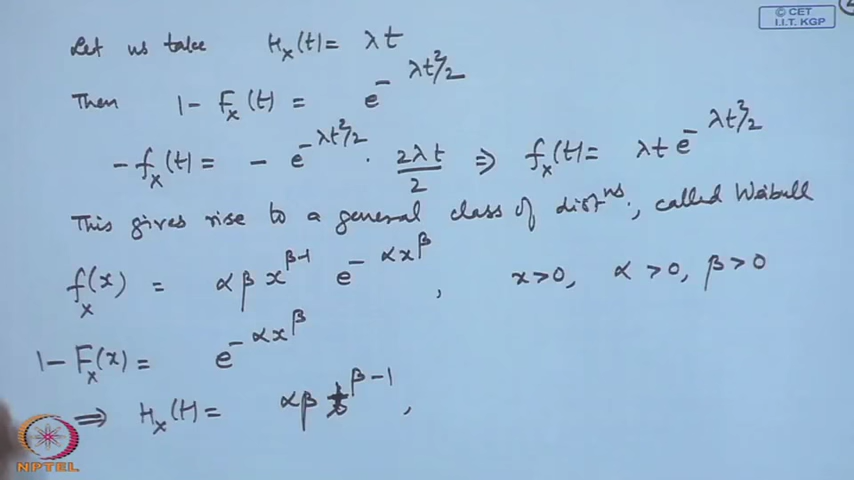 © CET
I.I.T. KGP
Let us take H_X(t) = λt
Then 1 - F_X(t) = e^{-λt²/2}
-f_X(t) = - e^{-λt²/2} · 2λt/2 ⇒ f_X(t) = λt e^{-λt²/2}
This gives rise to a general class of distⁿˢ., called Weibull
f_X(x) = αβ x^{β-1} e^{-αx^β}, x>0, α>0, β>0
1 - F_X(x) = e^{-αx^β}
⇒ H_X(t) = αβ t^{β-1},
NPTEL